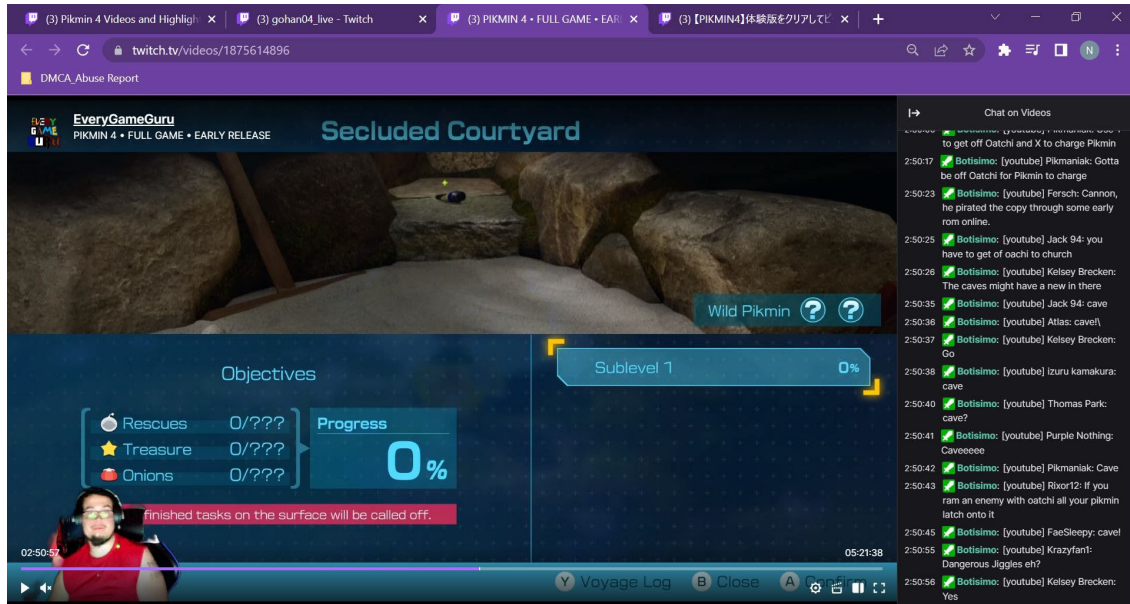 (3) Pikmin 4 Videos and Highligh
(3) gohan04_live - Twitch
(3) PIKMIN 4 • FULL GAME • EAR
(3)【PIKMIN4】体験版をクリアしてピ
twitch.tv/videos/1875614896
N
DMCA_Abuse Report
EveryGameGuru
PIKMIN 4 • FULL GAME • EARLY RELEASE
Secluded Courtyard
Wild Pikmin ? ?
Objectives
Rescues 0/???
Treasure 0/???
Onions 0/???
Progress
0%
finished tasks on the surface will be called off.
Sublevel 1 0%
02:50:57
05:21:38
Y Voyage Log B Close A Confirm
Chat on Videos
to get off Oatchi and X to charge Pikmin
2:50:17 Botisimo: [youtube] Pikmaniak: Gotta
be off Oatchi for Pikmin to charge
2:50:23 Botisimo: [youtube] Fersch: Cannon,
he pirated the copy through some early
rom online.
2:50:25 Botisimo: [youtube] Jack 94: you
have to get of oachi to church
2:50:26 Botisimo: [youtube] Kelsey Brecken:
The caves might have a new in there
2:50:35 Botisimo: [youtube] Jack 94: cave
2:50:36 Botisimo: [youtube] Atlas: cave!\
2:50:37 Botisimo: [youtube] Kelsey Brecken:
Go
2:50:38 Botisimo: [youtube] izuru kamakura:
cave
2:50:40 Botisimo: [youtube] Thomas Park:
cave?
2:50:41 Botisimo: [youtube] Purple Nothing:
Caveeeee
2:50:42 Botisimo: [youtube] Pikmaniak: Cave
2:50:43 Botisimo: [youtube] Rixor12: If you
ram an enemy with oatchi all your pikmin
latch onto it
2:50:45 Botisimo: [youtube] FaeSleepy: cave!
2:50:55 Botisimo: [youtube] Krazyfan1:
Dangerous Jiggles eh?
2:50:56 Botisimo: [youtube] Kelsey Brecken:
Yes